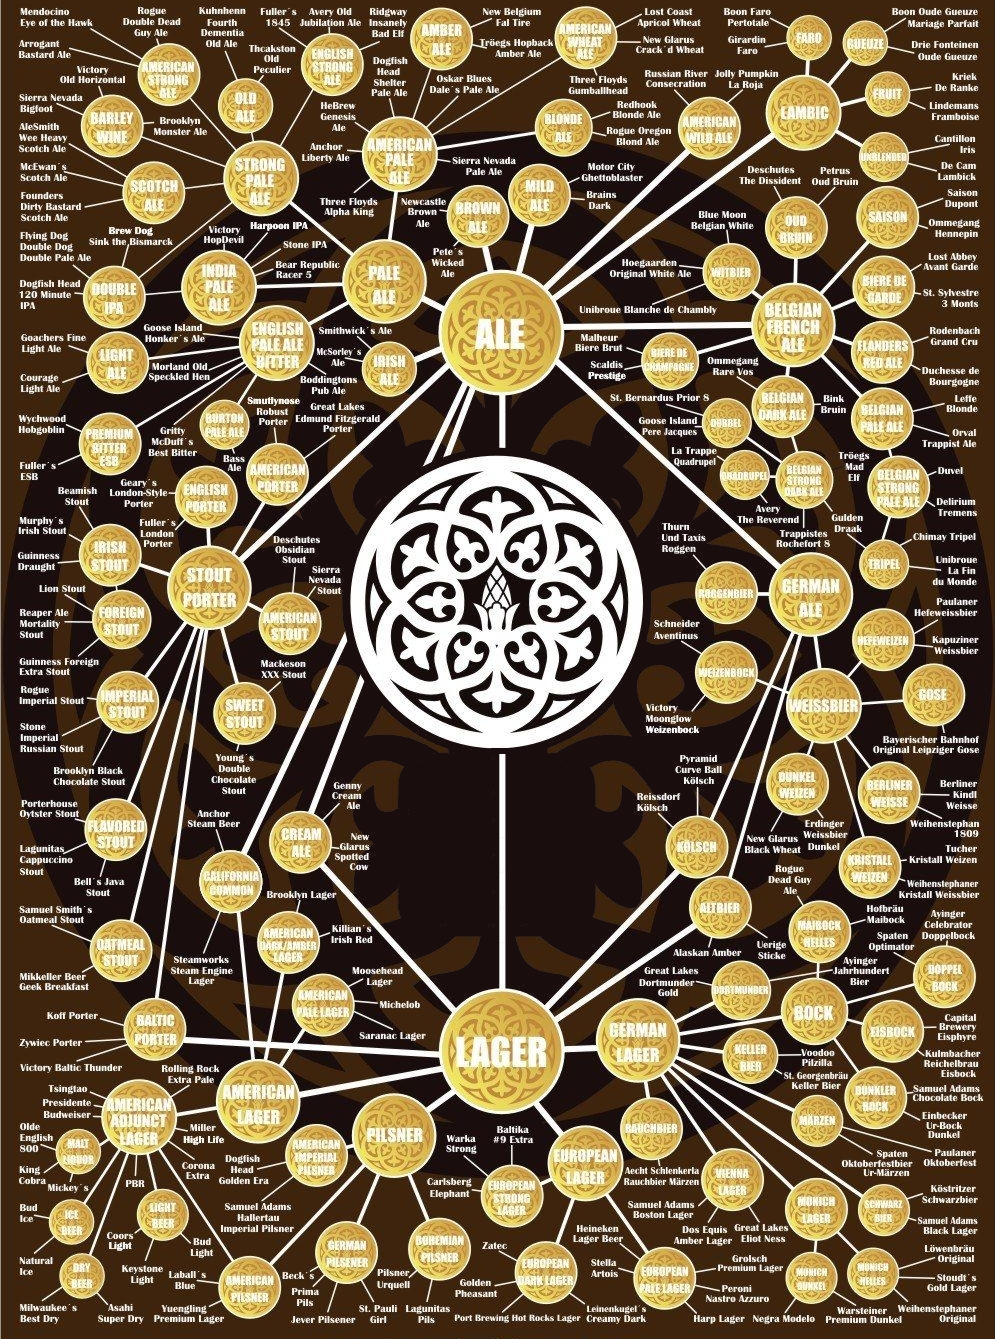 Mendocino
Eye of the Hawk
Rogue
Double Dead
Guy Ale
Kuhnhenn
Fourth
Dementia
Old Ale
Fuller´s
1845
Avery Old
Jubilation Ale
Ridgway
Insanely
Bad Elf
AMBER
ALE
New Belgium
Fal Tire
Tröegs Hopback
Amber Ale
AMERICAN
WHEAT
ALE
Lost Coast
Apricot Wheat
New Glarus
Crack´d Wheat
Boon Faro
Pertotale
Girardin
Faro
FARO
GUEUZE
Boon Oude Gueuze
Mariage Parfait
Drie Fonteinen
Oude Gueuze
Arrogant
Bastard Ale
AMERICAN
STRONG
ALE
Thcakston
Old
Peculier
ENGLISH
STRONG
ALE
Dogfish
Head
Shelter
Pale Ale
Oskar Blues
Dale´s Pale Ale
Three Floyds
Gumballhead
Russian River
Consecration
Jolly Pumpkin
La Roja
LAMBIC
FRUIT
Kriek
De Ranke
Lindemans
Framboise
Victory
Old Horizontal
Sierra Nevada
Bigfoot
BARLEY
WINE
Brooklyn
Monster Ale
OLD
ALE
HeBrew
Genesis
Ale
Anchor
Liberty Ale
AMERICAN
PALE
ALE
BLONDE
ALE
Redhook
Blonde Ale
Rogue Oregon
Blond Ale
AMERICAN
WILD ALE
UNBLENDED
Cantillon
Iris
De Cam
Lambick
AleSmith
Wee Heavy
Scotch Ale
McEwan´s
Scotch Ale
Founders
Dirty Bastard
Scotch Ale
SCOTCH
ALE
STRONG
PALE
ALE
Sierra Nevada
Pale Ale
Three Floyds
Alpha King
Newcastle
Brown
Ale
BROWN
ALE
MILD
ALE
Motor City
Ghettoblaster
Brains
Dark
Deschutes
The Dissident
Petrus
Oud Bruin
OUD
BRUIN
SAISON
Saison
Dupont
Ommegang
Hennepin
Flying Dog
Double Dog
Double Pale Ale
Brew Dog
Sink the Bismarck
Victory
HopDevil
Harpoon IPA
Stone IPA
Bear Republic
Racer 5
INDIA
PALE
ALE
PALE
ALE
Pete´s
Wicked
Ale
Blue Moon
Belgian White
Hoegaarden
Original White Ale
WITBIER
Unibroue Blanche de Chambly
BIERE DE
GARDE
Lost Abbey
Avant Garde
St. Sylvestre
3 Monts
Dogfish Head
120 Minute
IPA
DOUBLE
IPA
ALE
BELGIAN
FRENCH
ALE
Goachers Fine
Light Ale
Courage
Light Ale
LIGHT
ALE
Goose Island
Honker´s Ale
Morland Old
Speckled Hen
ENGLISH
PALE ALE
BITTER
Smithwick´s Ale
McSorley´s
Ale
Boddingtons
Pub Ale
IRISH
ALE
Malheur
Biere Brut
Scaldis
Prestige
BIERE DE
CHAMPAGNE
Ommegang
Rare Vos
FLANDERS
RED ALE
Rodenbach
Grand Cru
Duchesse de
Bourgogne
Wychwood
Hobgoblin
Fuller´s
ESB
PREMIUM
BITTER
ESB
Gritty
McDuff´s
Best Bitter
BURTON
PALE ALE
Bass
Ale
Smuttynose
Robust
Porter
Great Lakes
Edmund Fitzgerald
Porter
AMERICAN
PORTER
St. Bernardus Prior 8
Goose Island
Pere Jacques
DUBBEL
BELGIAN
DARK ALE
Bink
Bruin
BELGIAN
PALE ALE
Leffe
Blonde
Orval
Trappist Ale
La Trappe
Quadrupel
QUADRUPEL
Avery
The Reverend
BELGIAN
STRONG
DARK ALE
Tröegs
Mad
Elf
Gulden
Draak
Trappistes
Rochefort 8
BELGIAN
STRONG
PALE ALE
Duvel
Delirium
Tremens
Beamish
Stout
Geary´s
London-Style
Porter
ENGLISH
PORTER
Fuller´s
London
Porter
Murphy´s
Irish Stout
Guinness
Draught
IRISH
STOUT
STOUT
PORTER
Deschutes
Obsidian
Stout
Sierra
Nevada
Stout
AMERICAN
STOUT
Thurn
Und Taxis
Roggen
RORGENBIER
GERMAN
ALE
TRIPEL
Chimay Tripel
Unibroue
La Fin
du Monde
Lion Stout
Reaper Ale
Mortality
Stout
Guinness Foreign
Extra Stout
FOREIGN
STOUT
Schneider
Aventinus
WEIZENBOCK
Victory
Moonglow
Weizenbock
HEFEWEIZEN
Paulaner
Hefeweissbier
Kapuziner
Weissbier
Rogue
Imperial Stout
Stone
Imperial
Russian Stout
IMPERIAL
STOUT
Brooklyn Black
Chocolate Stout
Mackeson
XXX Stout
SWEET
STOUT
Young´s
Double
Chocolate
Stout
WEISSBIER
GOSE
Bayerischer Bahnhof
Original Leipziger Gose
Porterhouse
Oytster Stout
Lagunitas
Cappuccino
Stout
FLAVORED
STOUT
Bell´s Java
Stout
Anchor
Steam Beer
Genny
Cream
Ale
CREAM
ALE
New
Glarus
Spotted
Cow
Pyramid
Curve Ball
Kölsch
Reissdorf
Kölsch
KÖLSCH
DUNKEL
WEIZEN
New Glarus
Black Wheat
Erdinger
Weissbier
Dunkel
BERLINER
WEISSE
Berliner
Kindl
Weisse
Weihenstephan
1809
CALIFORNIA
COMMON
Steamworks
Steam Engine
Lager
Brooklyn Lager
AMERICAN
DARK/AMBER
LAGER
Killian´s
Irish Red
KRISTALL
WEIZEN
Tucher
Kristall Weizen
Weihenstephaner
Kristall Weissbier
Samuel Smith´s
Oatmeal Stout
OATMEAL
STOUT
Mikkeller Beer
Geek Breakfast
ALTBIER
Alaskan Amber
Uerige
Sticke
Rogue
Dead Guy
Ale
MAIBOCK
HELLES
Hofbräu
Maibock
Spaten
Optimator
Ayinger
Celebrator
Doppelbock
DOPPEL
BOCK
Moosehead
Lager
AMERICAN
PALE LAGER
Michelob
Saranac Lager
Great Lakes
Dortmunder
Gold
DORTMUNDER
Ayinger
Jahrhundert
Bier
BOCK
EISBOCK
Capital
Brewery
Eisphyre
Kulmbacher
Reichelbrau
Eisbock
Koff Porter
Zywiec Porter
Victory Baltic Thunder
BALTIC
PORTER
LAGER
GERMAN
LAGER
KELLER
BIER
Voodoo
Pilzilla
St. Georgenbräu
Keller Bier
DUNKLER
BOCK
Samuel Adams
Chocolate Bock
Einbecker
Ur-Bock
Dunkel
Tsingtao
Presidente
Budweiser
Rolling Rock
Extra Pale
AMERICAN
ADJUNCT
LAGER
Miller
High Life
Corona
Extra
AMERICAN
LAGER
PILSNER
Warka
Strong
Baltika
#9 Extra
EUROPEAN
LAGER
RAUCHBIER
Aecht Schlenkerla
Rauchbier Märzen
MÄRZEN
Spaten
Oktoberfestbier
Ur-Märzen
Paulaner
Oktoberfest
Olde
English
800
King
Cobra
MALT
LIQUOR
Mickey´s
PBR
Dogfish
Head
Golden Era
AMERICAN
IMPERIAL
PILSNER
Samuel Adams
Hallertau
Imperial Pilsner
Carlsberg
Elephant
EUROPEAN
STRONG
LAGER
VIENNA
LAGER
Samuel Adams
Boston Lager
Dos Equis
Amber Lager
Great Lakes
Eliot Ness
MUNICH
LAGER
SCHWARZ
BIER
Köstritzer
Schwarzbier
Samuel Adams
Black Lager
Bud
Ice
ICE
BEER
Natural
Ice
LIGHT
BEER
Coors
Light
Bud
Light
Keystone
Light
GERMAN
PILSENER
BOHEMIAN
PILSNER
Zatec
EUROPEAN
DARK LAGER
Golden
Pheasant
Heineken
Lager Beer
Stella
Artois
EUROPEAN
PALE LAGER
Grolsch
Premium Lager
Peroni
Nastro Azzuro
Harp Lager
MUNICH
DUNKEL
MUNICH
HELLES
Löwenbräu
Original
Stoudt´s
Gold Lager
DRY
BEER
Milwaukee´s
Best Dry
Asahi
Super Dry
Laball´s
Blue
AMERICAN
PILSNER
Yuengling
Premium Lager
Beck´s
Prima
Pils
Jever Pilsener
St. Pauli
Girl
Pilsner
Urquell
Lagunitas
Pils
Port Brewing Hot Rocks Lager
Leinenkugel´s
Creamy Dark
Negra Modelo
Warsteiner
Premium Dunkel
Weihenstephaner
Original